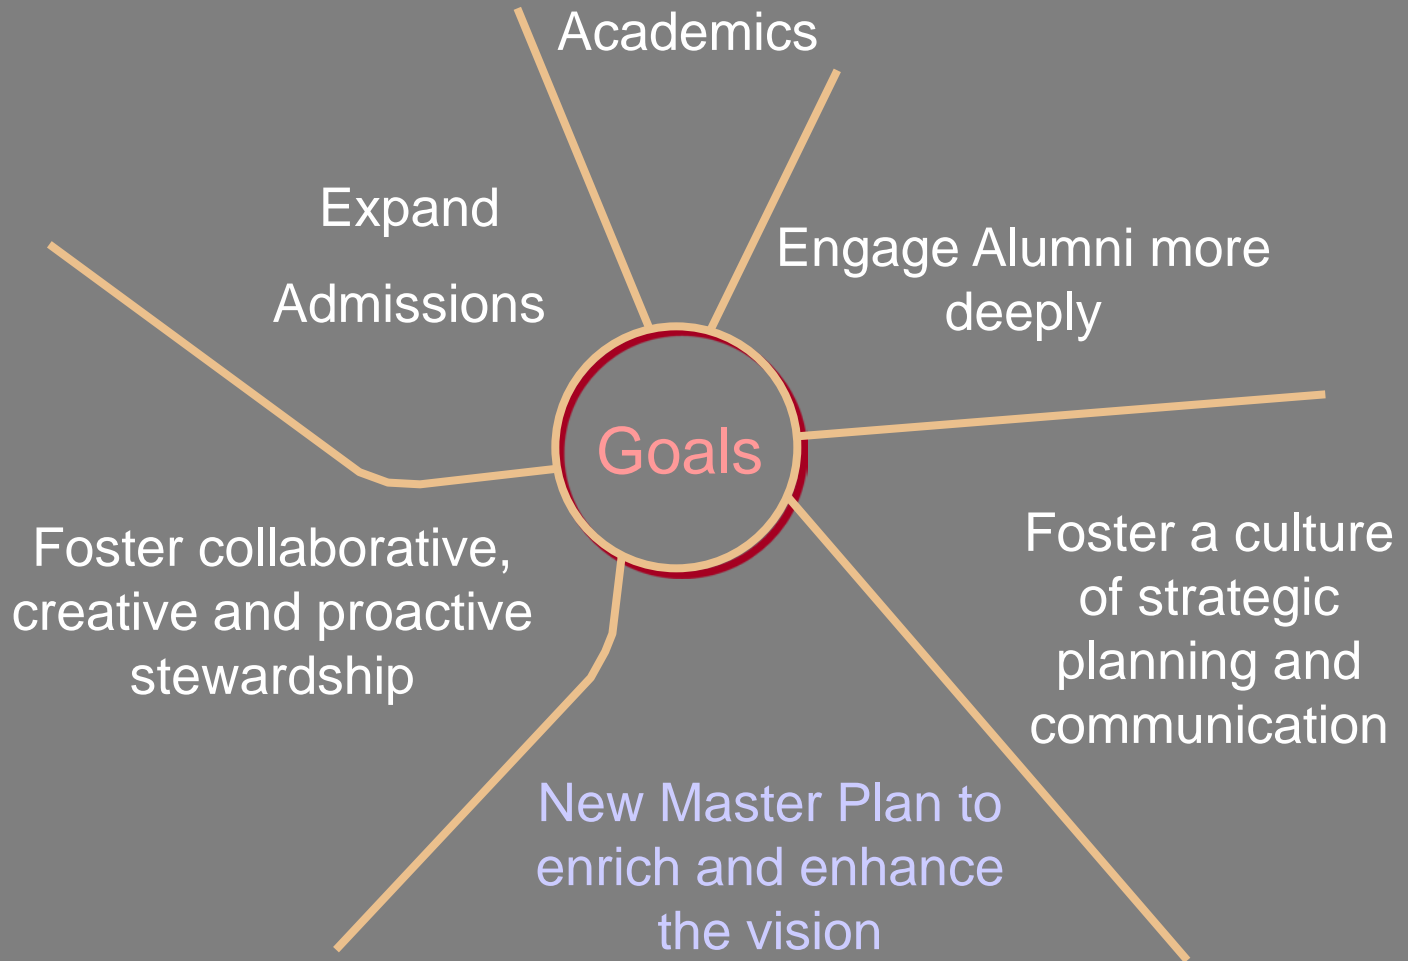 Academics
Expand
Admissions
Engage Alumni more
deeply
Goals
Foster collaborative,
creative and proactive
stewardship
Foster a culture
of strategic
planning and
communication
New Master Plan to
enrich and enhance
the vision